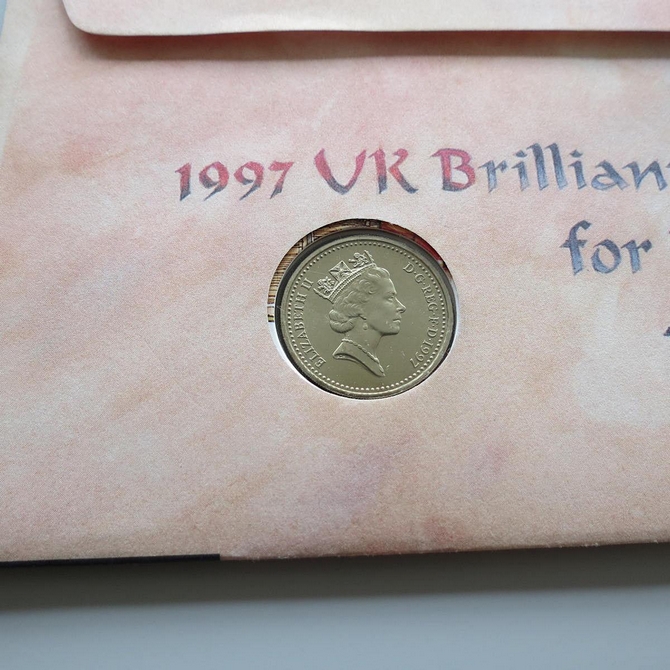 1997 UK Brillian
for
ELIZABETH II D·G·REG·F·D·1997